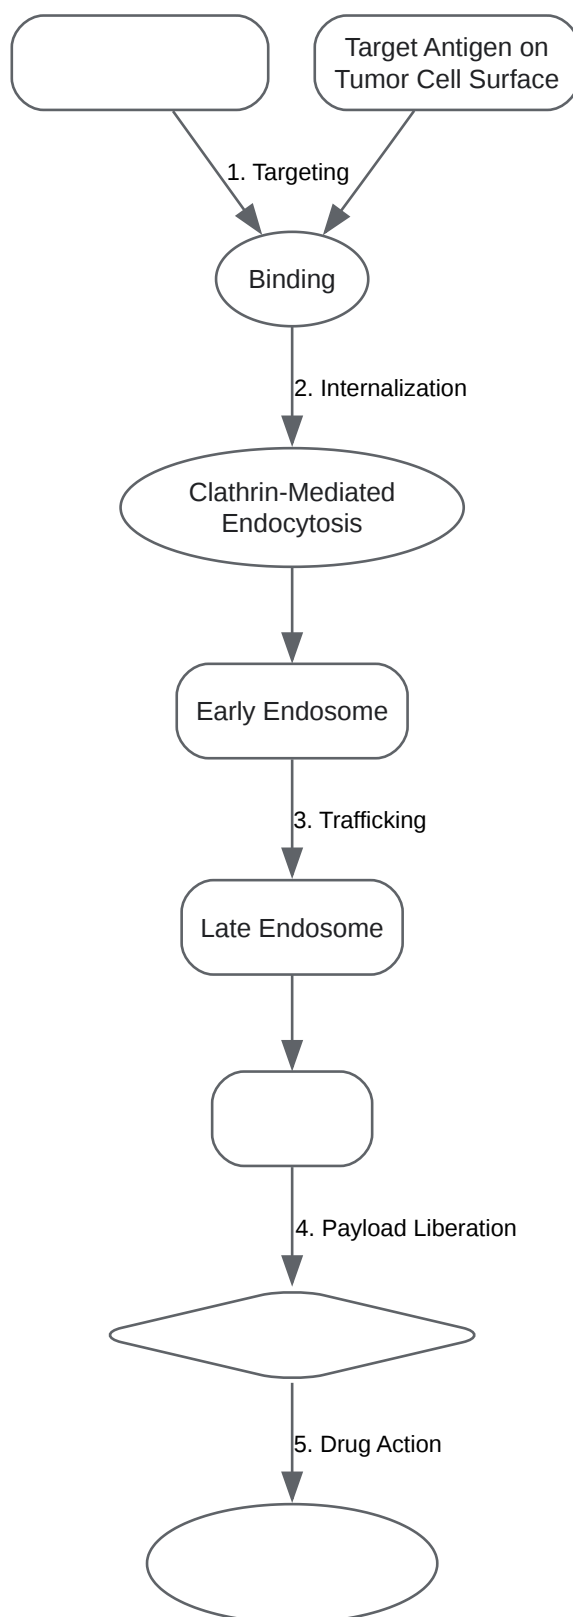 Target Antigen on
Tumor Cell Surface
1. Targeting
Binding
2. Internalization
Clathrin-Mediated
Endocytosis
Early Endosome
3. Trafficking
Late Endosome
4. Payload Liberation
5. Drug Action